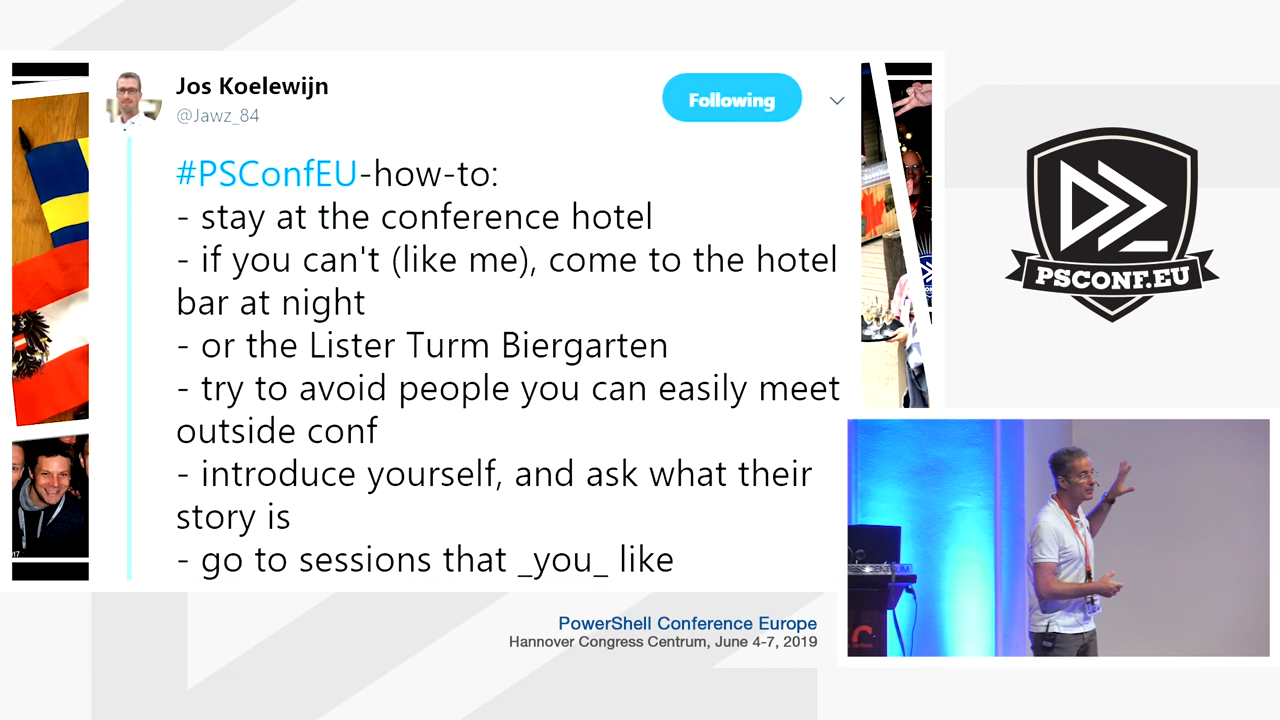 Jos Koelewijn
@Jawz_84
Following
#PSConfEU-how-to:
- stay at the conference hotel
- if you can't (like me), come to the hotel
bar at night
- or the Lister Turm Biergarten
- try to avoid people you can easily meet
outside conf
- introduce yourself, and ask what their
story is
- go to sessions that _you_ like
17
PSCONF.EU
PowerShell Conference Europe
Hannover Congress Centrum, June 4-7, 2019